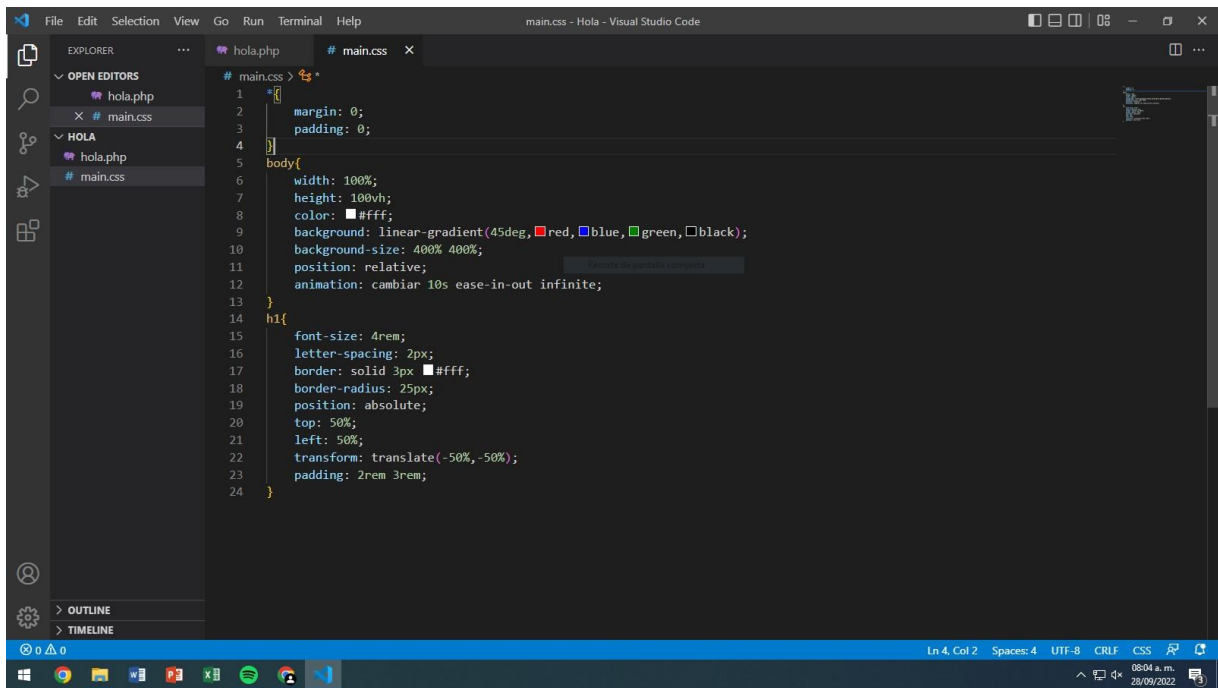 File Edit Selection View Go Run Terminal Help
main.css - Hola - Visual Studio Code
EXPLORER
OPEN EDITORS
hola.php
# main.css
HOLA
hola.php
# main.css
OUTLINE
TIMELINE
hola.php # main.css
# main.css > *
1 *{
2     margin: 0;
3     padding: 0;
4 }
5 body{
6     width: 100%;
7     height: 100vh;
8     color: #fff;
9     background: linear-gradient(45deg,red,blue,green,black);
10     background-size: 400% 400%;
11     position: relative;
12     animation: cambiar 10s ease-in-out infinite;
13 }
14 h1{
15     font-size: 4rem;
16     letter-spacing: 2px;
17     border: solid 3px #fff;
18     border-radius: 25px;
19     position: absolute;
20     top: 50%;
21     left: 50%;
22     transform: translate(-50%,-50%);
23     padding: 2rem 3rem;
24 }
Recorte de pantalla completa
0 0
Ln 4, Col 2 Spaces: 4 UTF-8 CRLF CSS
08:04 a. m.
28/09/2022
3